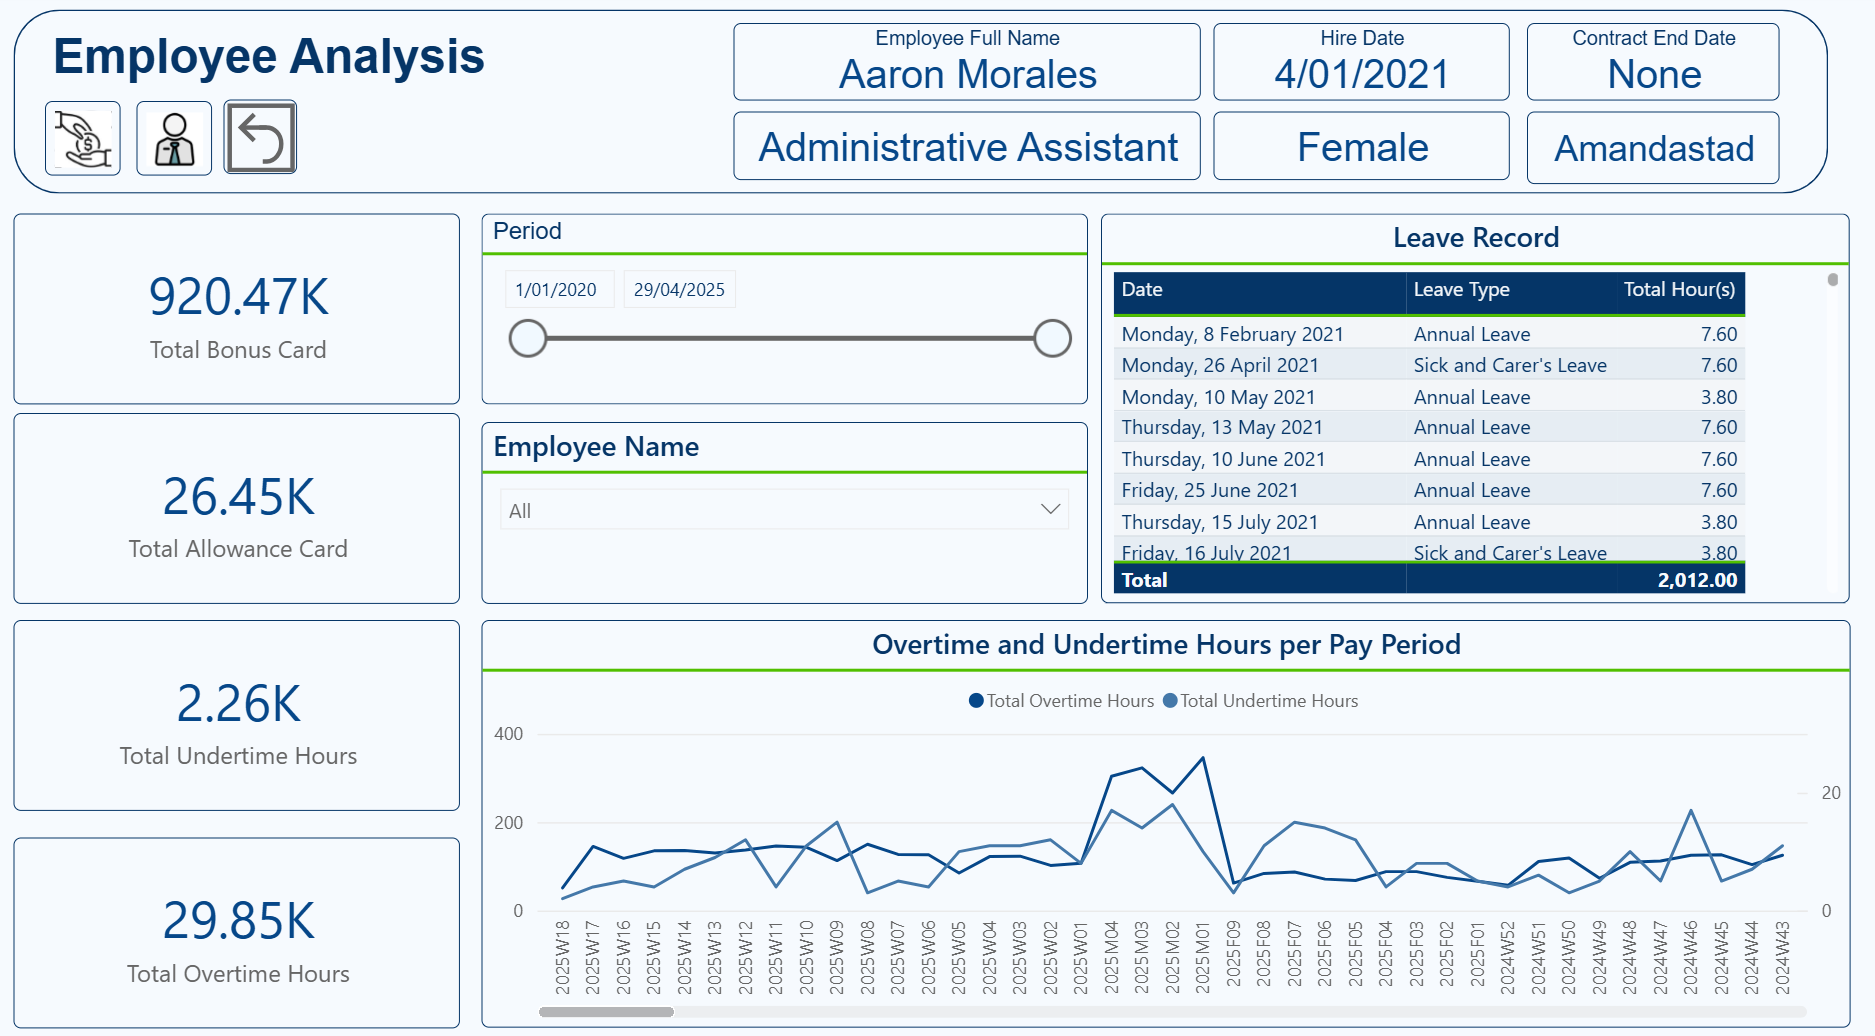 Employee Analysis
Employee Full Name
Aaron Morales
Hire Date
4/01/2021
Contract End Date
None
Administrative Assistant
Female
Amandastad
$
920.47K
Total Bonus Card
26.45K
Total Allowance Card
2.26K
Total Undertime Hours
29.85K
Total Overtime Hours
Period
1/01/2020 29/04/2025
Employee Name
All
Leave Record
Date Leave Type Total Hour(s)
Monday, 8 February 2021 Annual Leave 7.60
Monday, 26 April 2021 Sick and Carer's Leave 7.60
Monday, 10 May 2021 Annual Leave 3.80
Thursday, 13 May 2021 Annual Leave 7.60
Thursday, 10 June 2021 Annual Leave 7.60
Friday, 25 June 2021 Annual Leave 7.60
Thursday, 15 July 2021 Annual Leave 3.80
Friday, 16 July 2021 Sick and Carer's Leave 3.80
Total 2,012.00
Overtime and Undertime Hours per Pay Period
Total Overtime Hours Total Undertime Hours
400
200
0
20
0
2025W18
2025W17
2025W16
2025W15
2025W14
2025W13
2025W12
2025W11
2025W10
2025W09
2025W08
2025W07
2025W06
2025W05
2025W04
2025W03
2025W02
2025W01
2025M04
2025M03
2025M02
2025M01
2025F09
2025F08
2025F07
2025F06
2025F05
2025F04
2025F03
2025F02
2025F01
2024W52
2024W51
2024W50
2024W49
2024W48
2024W47
2024W46
2024W45
2024W44
2024W43